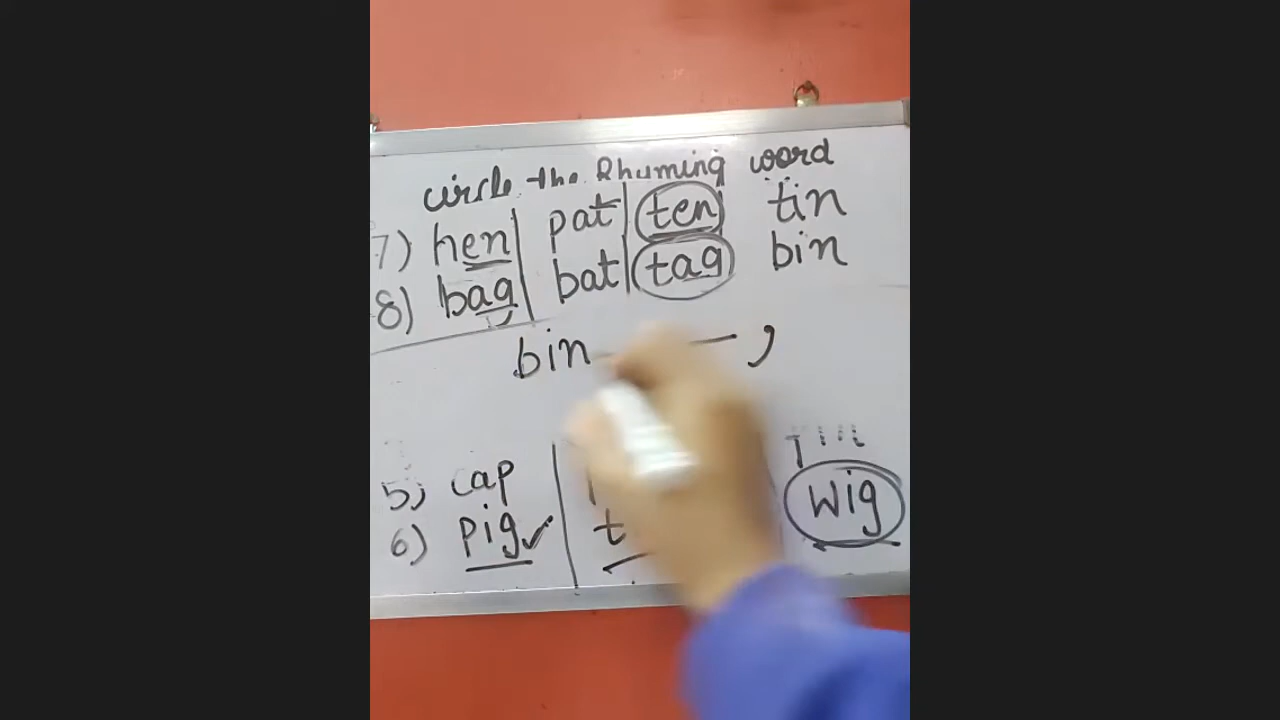 circle the Rhyming word
7) hen | pat | ten tin
8) bag | bat | tag bin
bin — — ,
5) cap
6) pig ✓ | wig